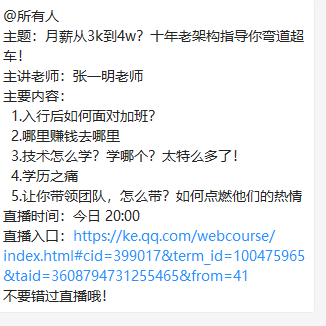 @所有人
主题：月薪从3k到4w？十年老架构指导你弯道超
车！
主讲老师：张一明老师
主要内容：
1.入行后如何面对加班？
2.哪里赚钱去哪里
3.技术怎么学？学哪个？太特么多了！
4.学历之痛
5.让你带领团队，怎么带？如何点燃他们的热情
直播时间：今日 20:00
直播入口：https://ke.qq.com/webcourse/
index.html#cid=399017&term_id=100475965
&taid=3608794731255465&from=41
不要错过直播哦！